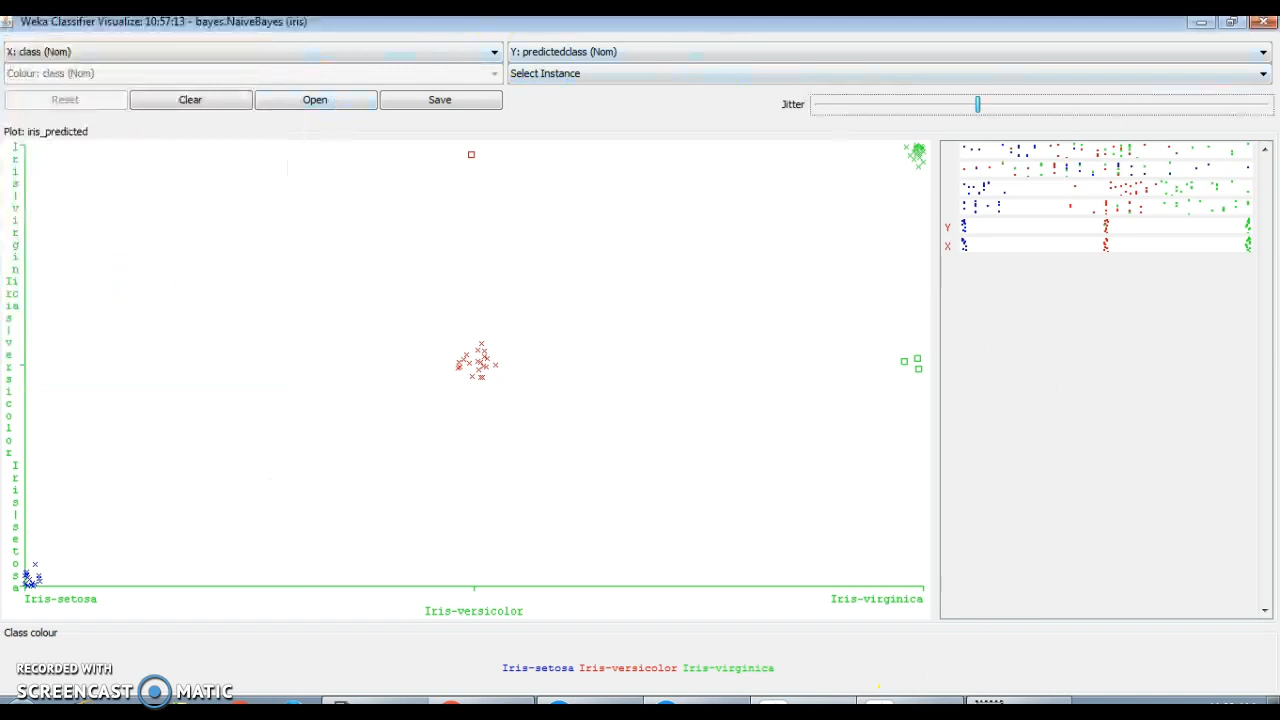 Weka Classifier Visualize: 10:57:13 - bayes.NaiveBayes (iris)
X: class (Nom)
Y: predictedclass (Nom)
Colour: class (Nom)
Select Instance
Reset
Clear
Open
Save
Jitter
Plot: iris_predicted
Y
X
Iris-setosa
Iris-versicolor
Iris-virginica
Class colour
Iris-setosa Iris-versicolor Iris-virginica
RECORDED WITH
SCREENCAST MATIC